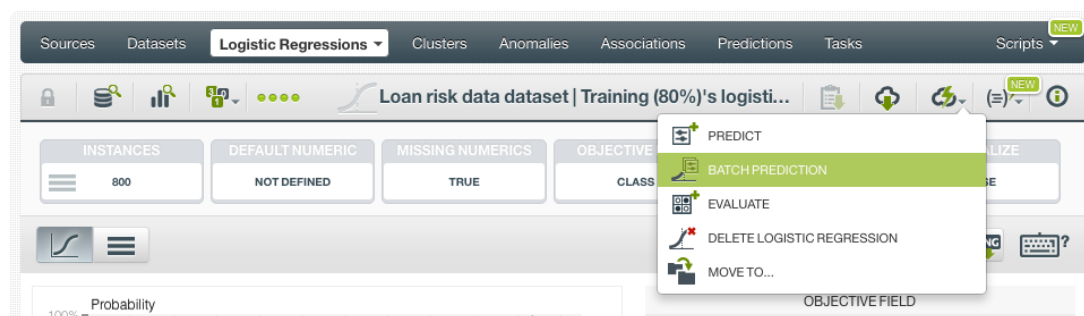 NEW
Sources Datasets Logistic Regressions Clusters Anomalies Associations Predictions Tasks Scripts
NEW
Loan risk data dataset | Training (80%)'s logisti... (=)
INSTANCES DEFAULT NUMERIC MISSING NUMERICS OBJECTIVE LIZE
800 NOT DEFINED TRUE CLASS SE
PREDICT
BATCH PREDICTION
EVALUATE
DELETE LOGISTIC REGRESSION
MOVE TO...
NG ?
Probability
100%
OBJECTIVE FIELD